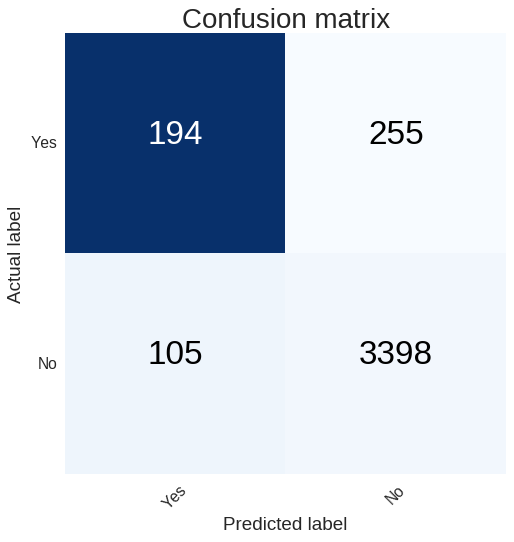 Confusion matrix
Actual label
Yes
194
255
No
105
3398
Yes
No
Predicted label